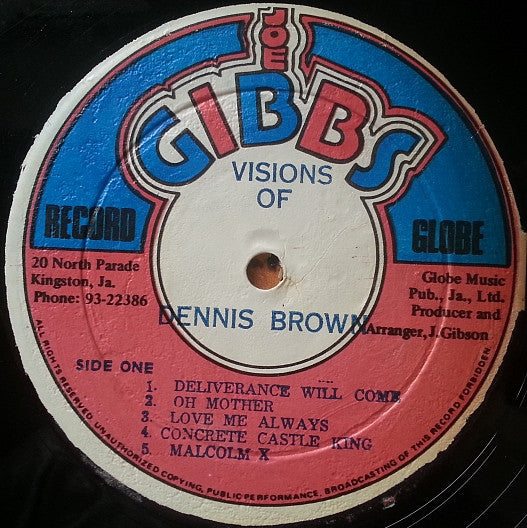 JOE
GIBBS
VISIONS
OF
RECORD
GLOBE
20 North Parade
Kingston, Ja.
Phone: 93-22386
Globe Music
Pub., Ja., Ltd.
Producer and
Arranger, J. Gibson
DENNIS BROWN
SIDE ONE
1. DELIVERANCE WILL COME
2. OH MOTHER
3. LOVE ME ALWAYS
4. CONCRETE CASTLE KING
5. MALCOLM X
ALL RIGHTS RESERVED UNAUTHORIZED COPYING, PUBLIC PERFORMANCE, BROADCASTING OF THIS RECORD FORBIDDEN